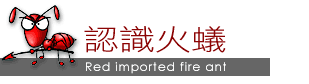 認識火蟻
Red imported fire ant